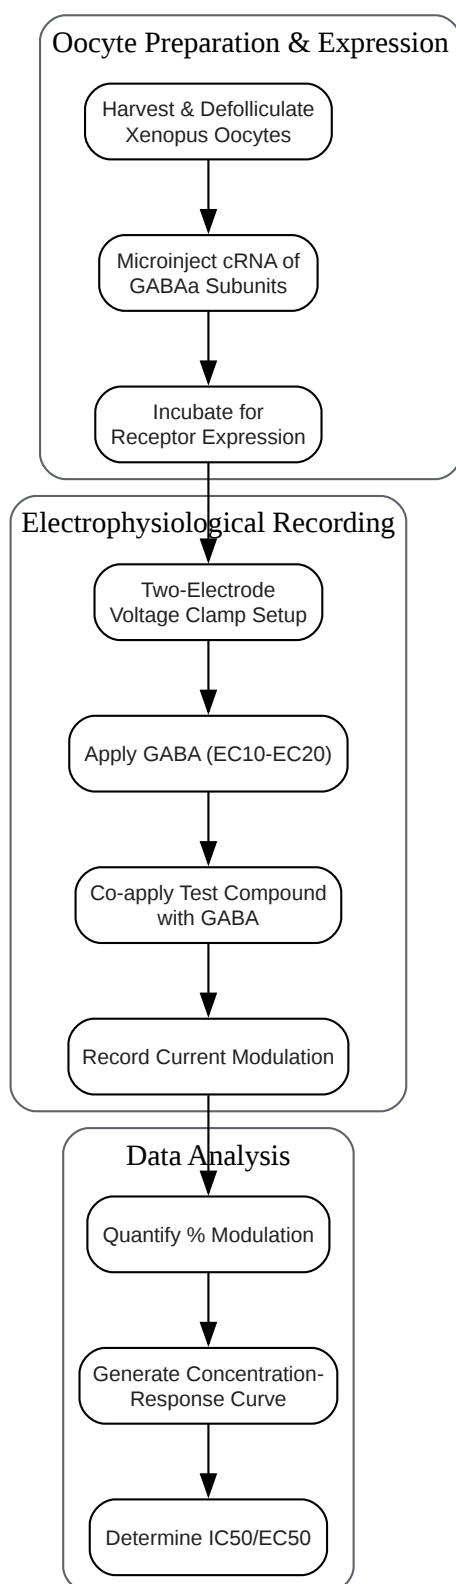 Oocyte Preparation & Expression
Harvest & Defolliculate
Xenopus Oocytes
Microinject cRNA of
GABAa Subunits
Incubate for
Receptor Expression
Electrophysiological Recording
Two-Electrode
Voltage Clamp Setup
Apply GABA (EC10-EC20)
Co-apply Test Compound
with GABA
Record Current Modulation
Data Analysis
Quantify % Modulation
Generate Concentration-
Response Curve
Determine IC50/EC50